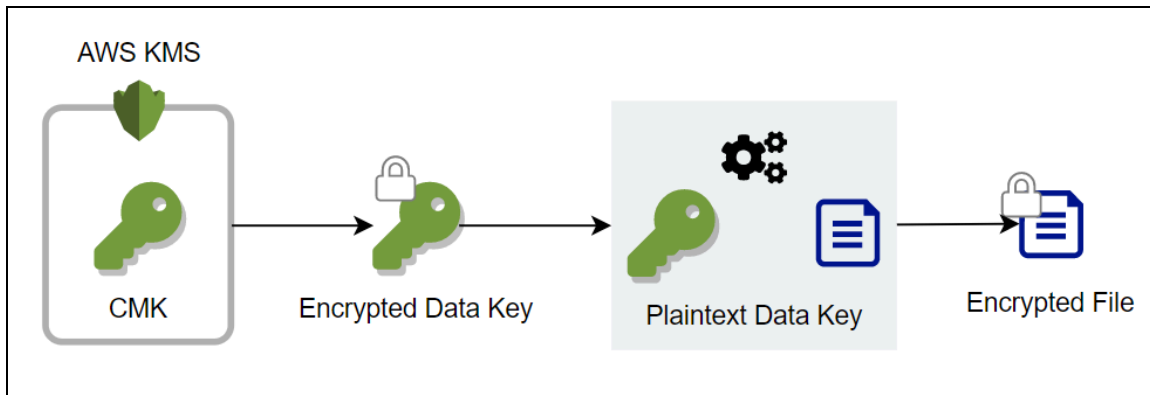 AWS KMS
CMK
Encrypted Data Key
Plaintext Data Key
Encrypted File